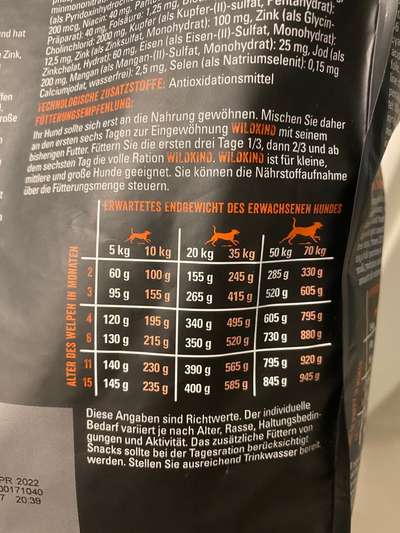 (als Pyridoxinhydroc
200 mcg, Niacin: 40 mg, Pant
Präparat: 40 mg, Folsäure: 1,25 mg,
Cholinchlorid: 2000 mg, Kupfer (als Kupfer-(II)-sulfat, Pentahydrat):
12,5 mg, Zink (als Zinksulfat, Monohydrat): 100 mg, Zink (als Glycin-
Zinkchelat, Hydrat): 60 mg, Eisen (als Eisen-(II)-Sulfat, Monohydrat):
200 mg, Mangan (als Mangan-(II)-Sulfat, Monohydrat): 25 mg, Jod (als
Calciumjodat, wasserfrei): 2,5 mg, Selen (als Natriumselenit): 0,15 mg
TECHNOLOGISCHE ZUSATZSTOFFE: Antioxidationsmittel
FÜTTERUNGSEMPFEHLUNG:
Ihr Hund sollte sich erst an die Nahrung gewöhnen. Mischen Sie daher
an den ersten sechs Tagen zur Eingewöhnung WILDKIND mit seinem
bisherigen Futter. Füttern Sie die ersten drei Tage 1/3, dann 2/3 und ab
dem sechsten Tag die volle Ration WILDKIND. WILDKIND ist für kleine,
mittlere und große Hunde geeignet. Sie können die Nährstoffaufnahme
über die Fütterungsmenge steuern.
ERWARTETES ENDGEWICHT DES ERWACHSENEN HUNDES
ALTER DES WELPEN IN MONATEN
5 kg 10 kg 20 kg 35 kg 50 kg 70 kg
2 60 g 100 g 155 g 245 g 285 g 330 g
3 95 g 155 g 265 g 415 g 520 g 605 g
4 120 g 195 g 340 g 495 g 605 g 795 g
6 130 g 215 g 350 g 520 g 730 g 880 g
11 140 g 230 g 390 g 565 g 795 g 920 g
15 145 g 235 g 400 g 585 g 845 g 945 g
Diese Angaben sind Richtwerte. Der individuelle
Bedarf variiert je nach Alter, Rasse, Haltungsbedin-
gungen und Aktivität. Das zusätzliche Füttern von
Snacks sollte bei der Tagesration berücksichtigt
werden. Stellen Sie ausreichend Trinkwasser bereit.
PR 2022
00171040
7 20:39
nd hat
Zink,